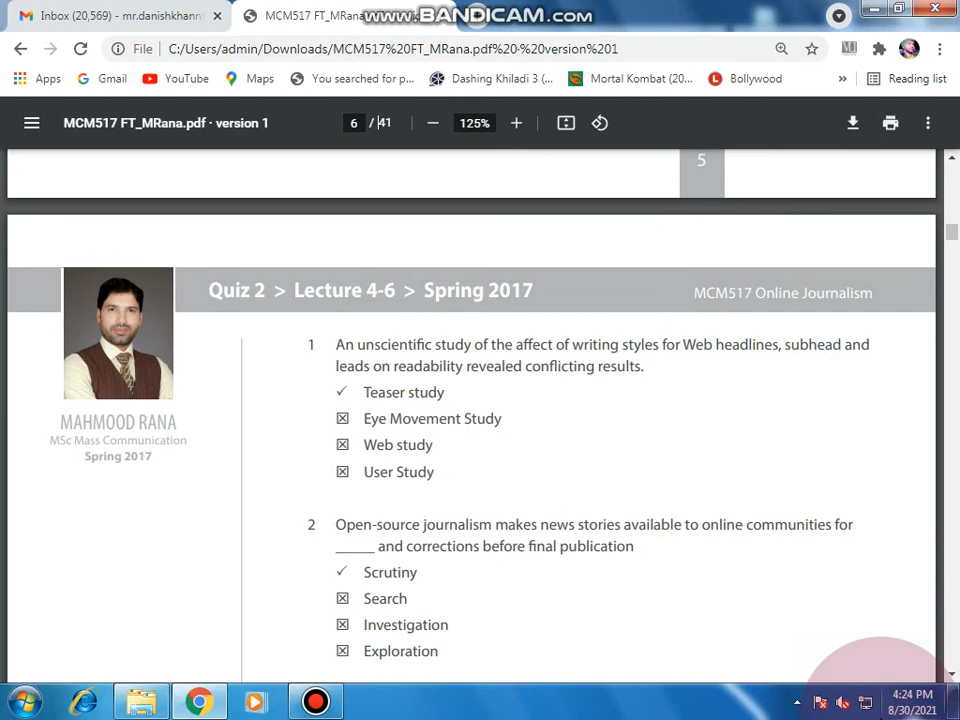 Inbox (20,569) - mr.danishkhann
MCM517 FT_MRana
www.BANDICAM.com
File
C:/Users/admin/Downloads/MCM517%20FT_MRana.pdf%20·%20version%201
Apps
Gmail
YouTube
Maps
You searched for p...
Dashing Khiladi 3 (...
Mortal Kombat (20...
Bollywood
»
Reading list
MCM517 FT_MRana.pdf · version 1
6 / 41
125%
5
Quiz 2 > Lecture 4-6 > Spring 2017
MCM517 Online Journalism
MAHMOOD RANA
MSc Mass Communication
Spring 2017
1 An unscientific study of the affect of writing styles for Web headlines, subhead and
leads on readability revealed conflicting results.
✓ Teaser study
☒ Eye Movement Study
☒ Web study
☒ User Study
2 Open-source journalism makes news stories available to online communities for
_____ and corrections before final publication
✓ Scrutiny
☒ Search
☒ Investigation
☒ Exploration
4:24 PM
8/30/2021